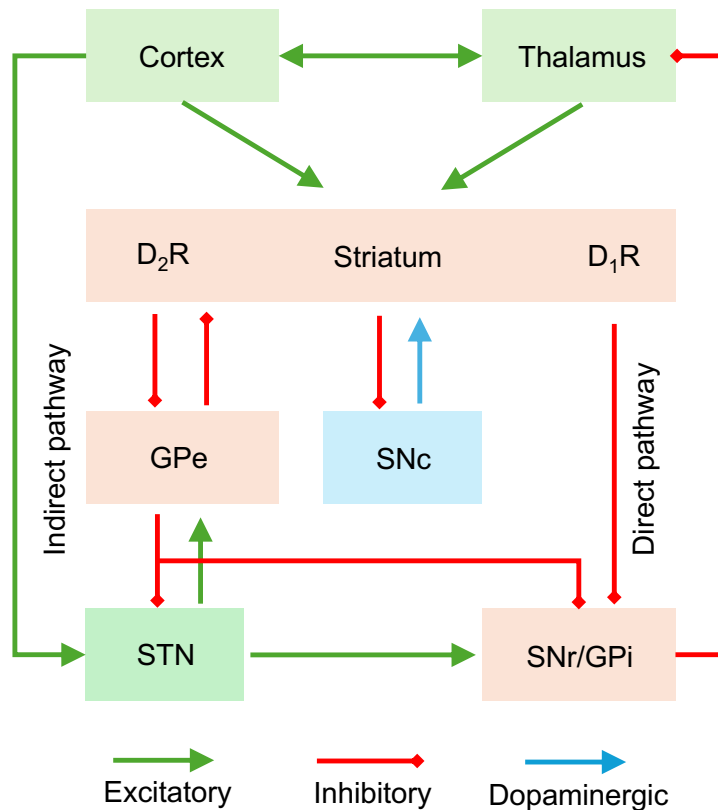 Cortex
Thalamus
D₂R
Striatum
D₁R
Indirect pathway
Direct pathway
GPe
SNc
STN
SNr/GPi
Excitatory
Inhibitory
Dopaminergic